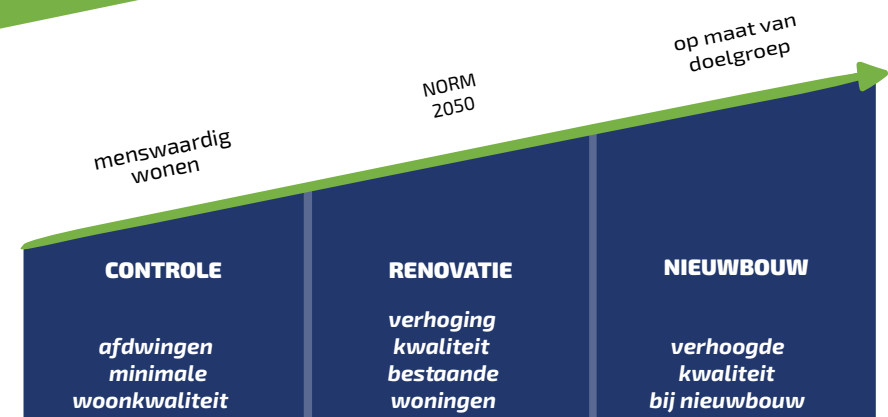 menswaardig
wonen
NORM
2050
op maat van
doelgroep
CONTROLE
afdwingen
minimale
woonkwaliteit
RENOVATIE
verhoging
kwaliteit
bestaande
woningen
NIEUWBOUW
verhoogde
kwaliteit
bij nieuwbouw